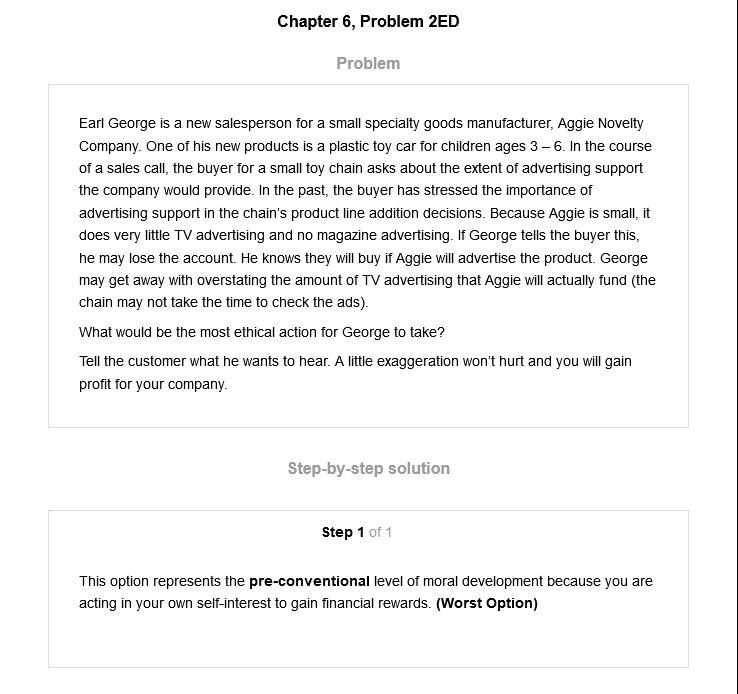 Chapter 6, Problem 2ED
Problem
Earl George is a new salesperson for a small specialty goods manufacturer, Aggie Novelty
Company. One of his new products is a plastic toy car for children ages 3 – 6. In the course
of a sales call, the buyer for a small toy chain asks about the extent of advertising support
the company would provide. In the past, the buyer has stressed the importance of
advertising support in the chain’s product line addition decisions. Because Aggie is small, it
does very little TV advertising and no magazine advertising. If George tells the buyer this,
he may lose the account. He knows they will buy if Aggie will advertise the product. George
may get away with overstating the amount of TV advertising that Aggie will actually fund (the
chain may not take the time to check the ads).
What would be the most ethical action for George to take?
Tell the customer what he wants to hear. A little exaggeration won’t hurt and you will gain
profit for your company.
Step-by-step solution
Step 1 of 1
This option represents the pre-conventional level of moral development because you are
acting in your own self-interest to gain financial rewards. (Worst Option)